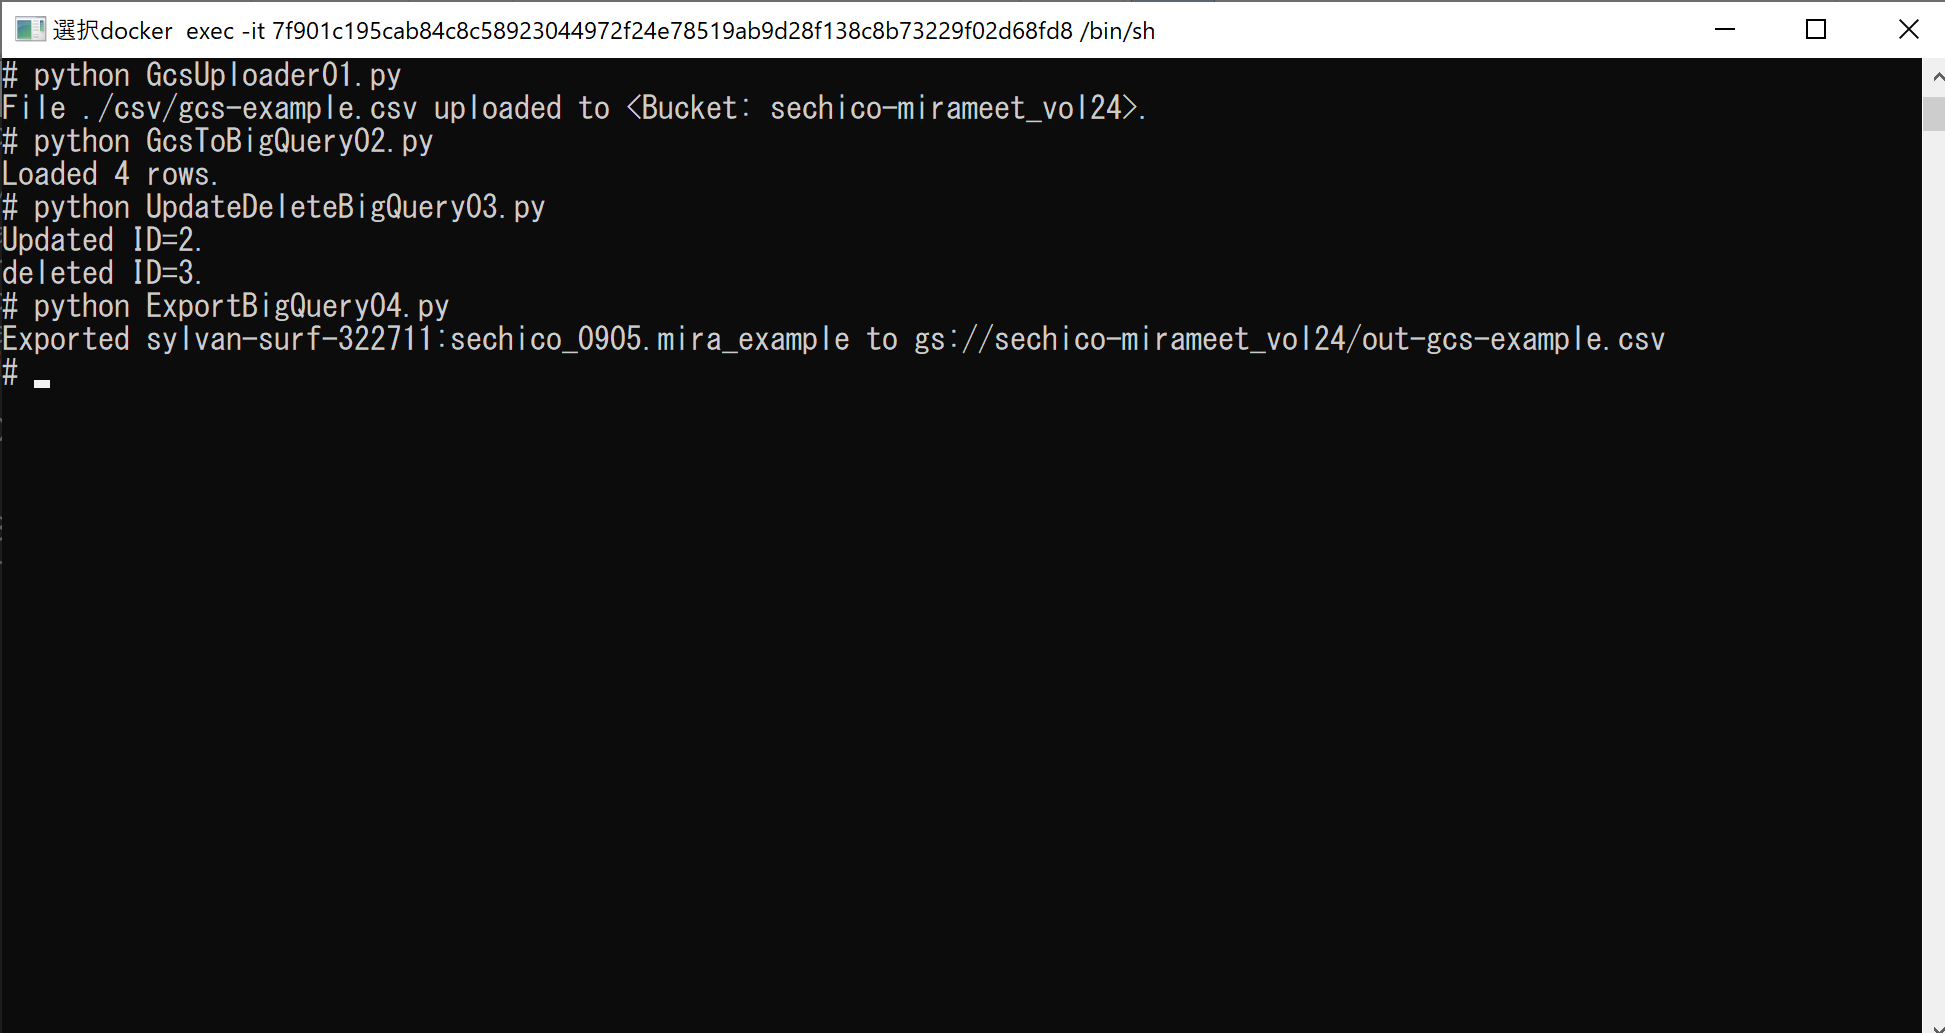 選択docker  exec -it 7f901c195cab84c8c58923044972f24e78519ab9d28f138c8b73229f02d68fd8 /bin/sh
# python GcsUploader01.py
File ./csv/gcs-example.csv uploaded to <Bucket: sechico-mirameet_vol24>.
# python GcsToBigQuery02.py
Loaded 4 rows.
# python UpdateDeleteBigQuery03.py
Updated ID=2.
deleted ID=3.
# python ExportBigQuery04.py
Exported sylvan-surf-322711:sechico_0905.mira_example to gs://sechico-mirameet_vol24/out-gcs-example.csv
#